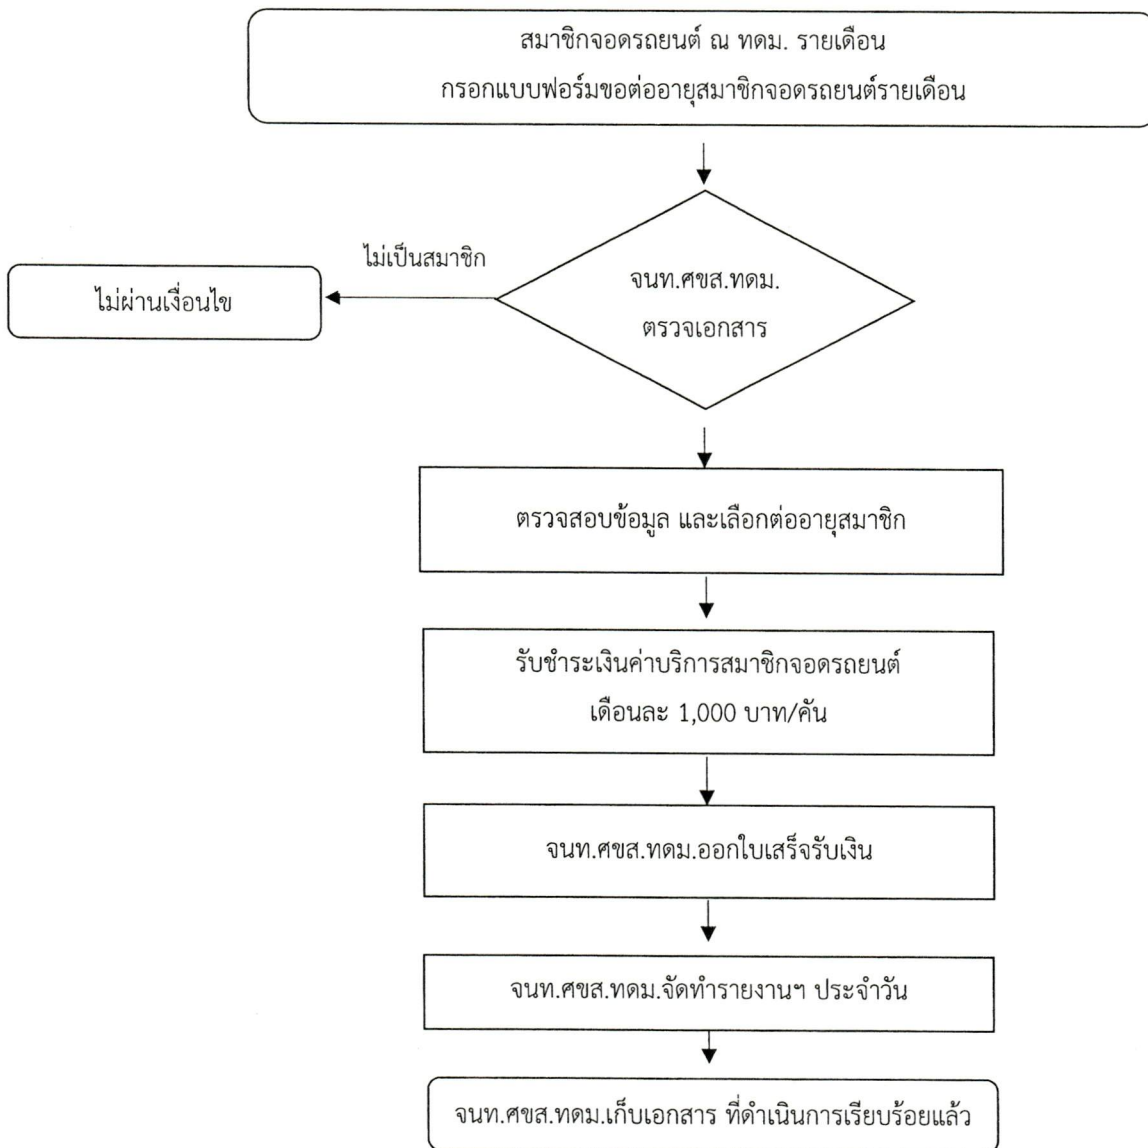 สมาชิกจอดรถยนต์ ณ ทดม. รายเดือน
กรอกแบบฟอร์มขอต่ออายุสมาชิกจอดรถยนต์รายเดือน
ไม่เป็นสมาชิก
ไม่ผ่านเงื่อนไข
จนท.ศขส.ทดม.
ตรวจเอกสาร
ตรวจสอบข้อมูล และเลือกต่ออายุสมาชิก
รับชำระเงินค่าบริการสมาชิกจอดรถยนต์
เดือนละ 1,000 บาท/คัน
จนท.ศขส.ทดม.ออกใบเสร็จรับเงิน
จนท.ศขส.ทดม.จัดทำรายงานฯ ประจำวัน
จนท.ศขส.ทดม.เก็บเอกสาร ที่ดำเนินการเรียบร้อยแล้ว